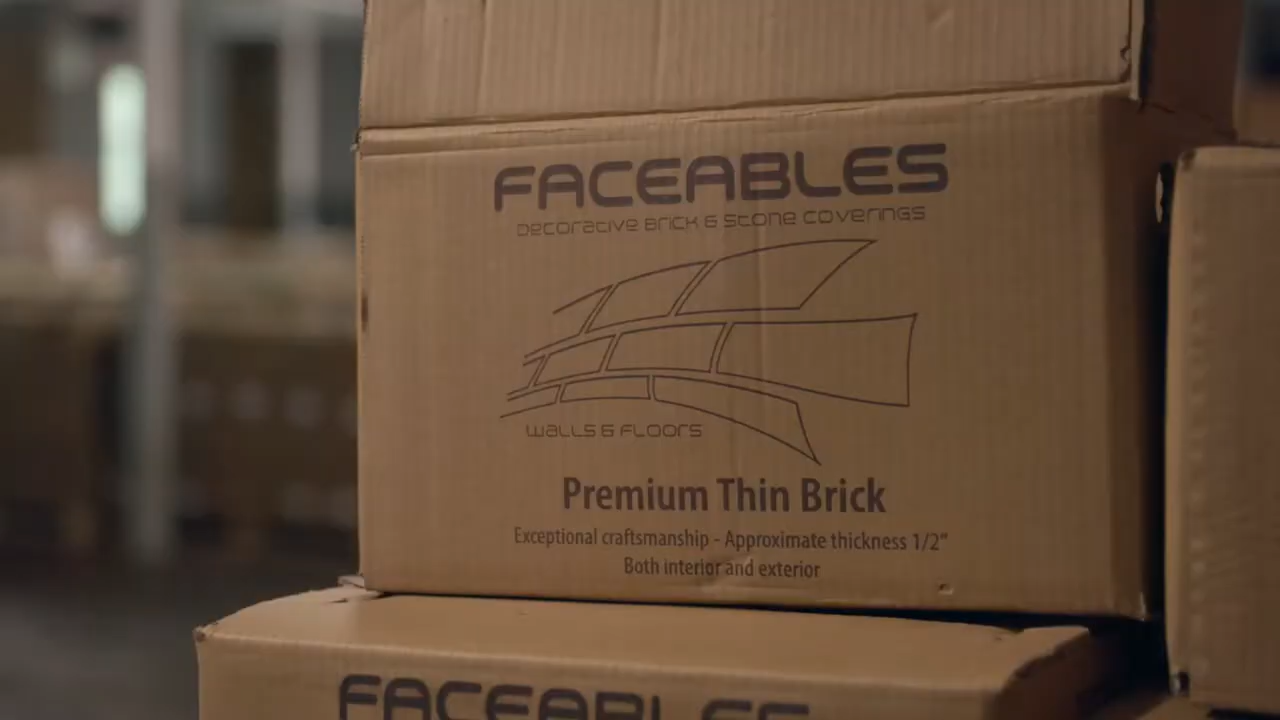 FACEABLES
Decorative Brick & Stone Coverings
Walls & Floors
Premium Thin Brick
Exceptional craftsmanship - Approximate thickness 1/2"
Both interior and exterior
FACEABLES